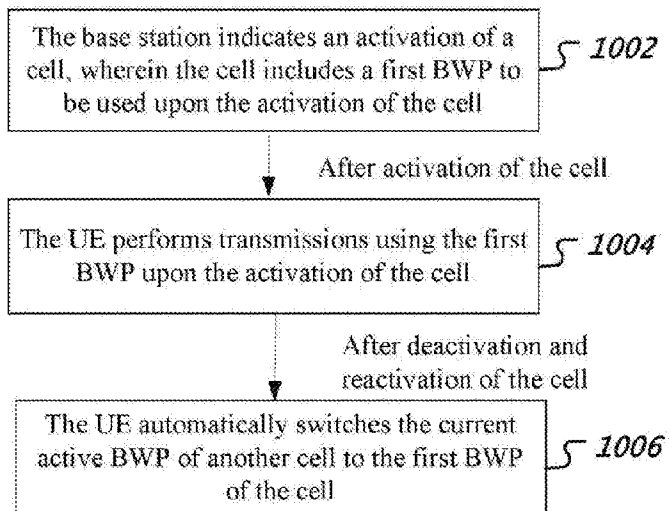 The base station indicates an activation of a
cell, wherein the cell includes a first BWP to
be used upon the activation of the cell
1002
After activation of the cell
The UE performs transmissions using the first
BWP upon the activation of the cell
1004
After deactivation and
reactivation of the cell
The UE automatically switches the current
active BWP of another cell to the first BWP
of the cell
1006